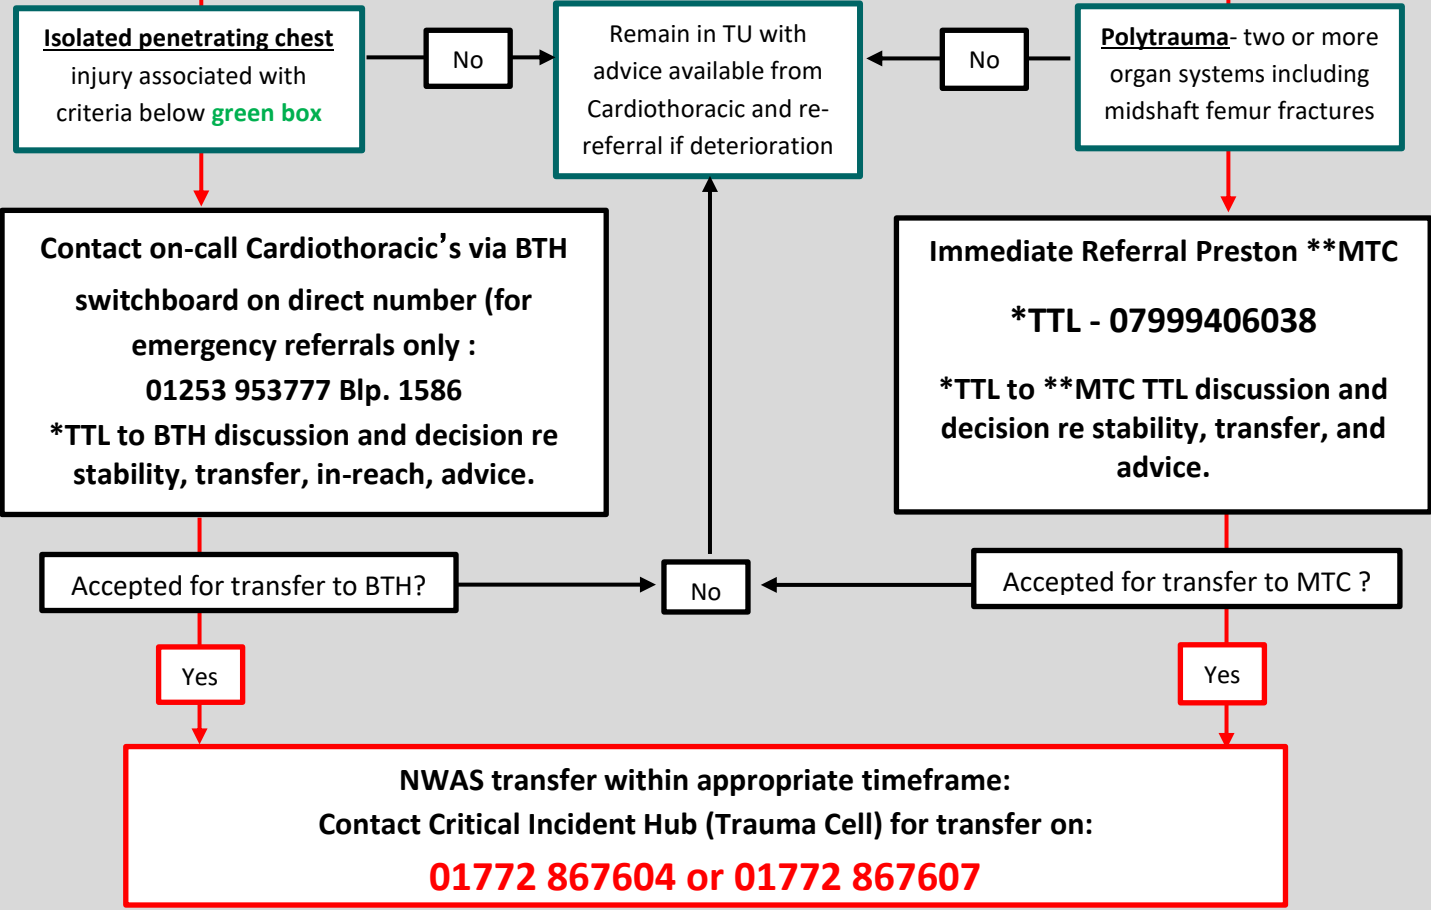 Isolated penetrating chest
injury associated with
criteria below green box
No
Remain in TU with
advice available from
Cardiothoracic and re-
referral if deterioration
No
Polytrauma- two or more
organ systems including
midshaft femur fractures
Contact on-call Cardiothoracic’s via BTH
switchboard on direct number (for
emergency referrals only :
01253 953777 Blp. 1586
*TTL to BTH discussion and decision re
stability, transfer, in-reach, advice.
Immediate Referral Preston **MTC
*TTL - 07999406038
*TTL to **MTC TTL discussion and
decision re stability, transfer, and
advice.
Accepted for transfer to BTH?
No
Accepted for transfer to MTC ?
Yes
Yes
NWAS transfer within appropriate timeframe:
Contact Critical Incident Hub (Trauma Cell) for transfer on:
01772 867604 or 01772 867607